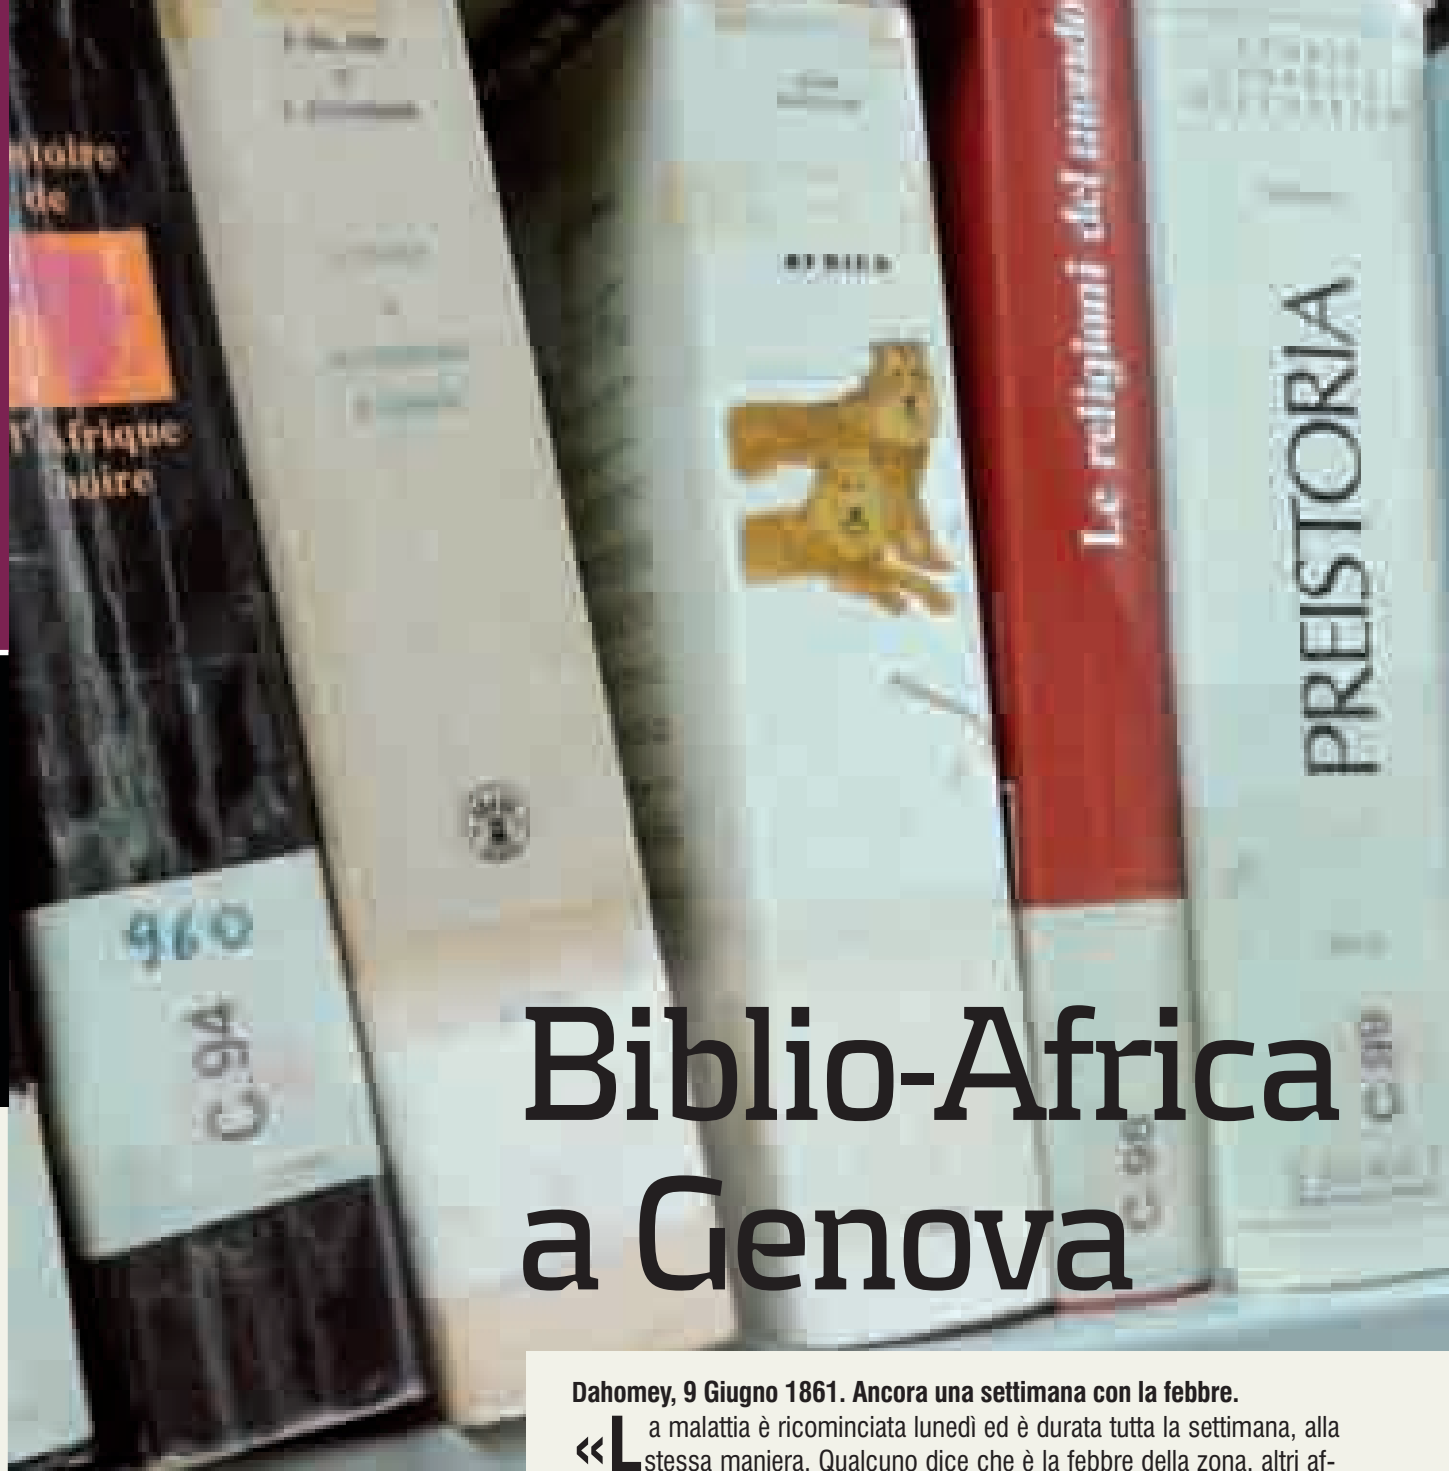 de
l'Afrique
noire
960
C.94
Le religioni del mondo
PREISTORIA
C.98
C.98
Biblio-Africa
a Genova
Dahomey, 9 Giugno 1861. Ancora una settimana con la febbre.
«La malattia è ricominciata lunedì ed è durata tutta la settimana, alla
stessa maniera. Qualcuno dice che è la febbre della zona, altri af-